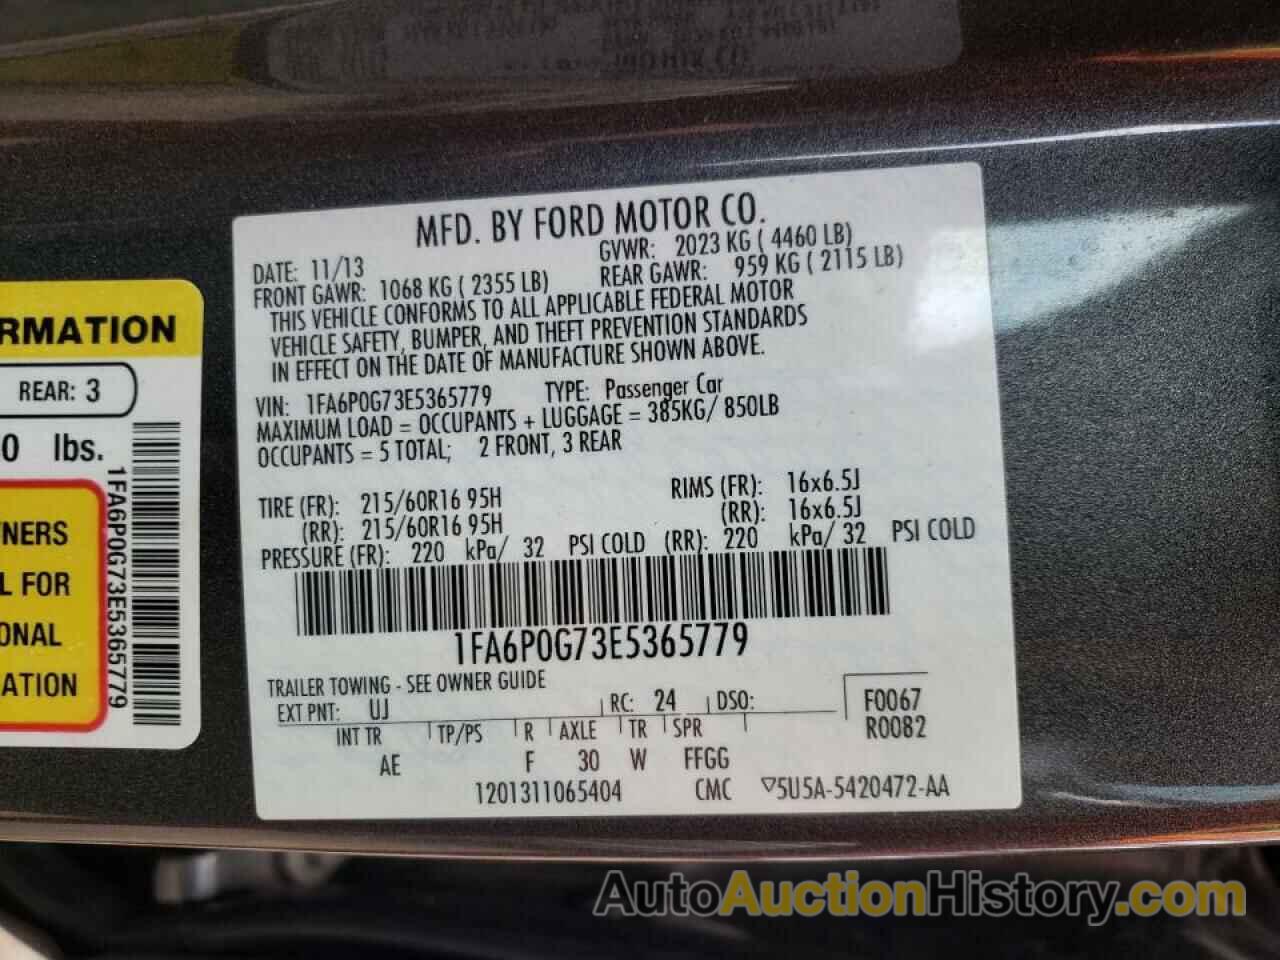 MFD. BY FORD MOTOR CO.
DATE: 11/13 GVWR: 2023 KG ( 4460 LB)
FRONT GAWR: 1068 KG ( 2355 LB) REAR GAWR: 959 KG ( 2115 LB)
THIS VEHICLE CONFORMS TO ALL APPLICABLE FEDERAL MOTOR
VEHICLE SAFETY, BUMPER, AND THEFT PREVENTION STANDARDS
IN EFFECT ON THE DATE OF MANUFACTURE SHOWN ABOVE.
VIN: 1FA6P0G73E5365779 TYPE: Passenger Car
MAXIMUM LOAD = OCCUPANTS + LUGGAGE = 385KG/ 850LB
OCCUPANTS = 5 TOTAL; 2 FRONT, 3 REAR
TIRE (FR): 215/60R16 95H RIMS (FR): 16x6.5J
(RR): 215/60R16 95H (RR): 16x6.5J
PRESSURE (FR): 220 kPa/ 32 PSI COLD (RR): 220 kPa/ 32 PSI COLD
1FA6P0G73E5365779
TRAILER TOWING - SEE OWNER GUIDE
EXT PNT: UJ RC: 24 DSO: F0067
R0082
INT TR TP/PS R AXLE TR SPR
AE F 30 W FFGG
1201311065404 CMC ▽5U5A-5420472-AA
RMATION
REAR: 3
0 lbs.
NERS
L FOR
ONAL
ATION
1FA6P0G73E5365779
AutoAuctionHistory.com